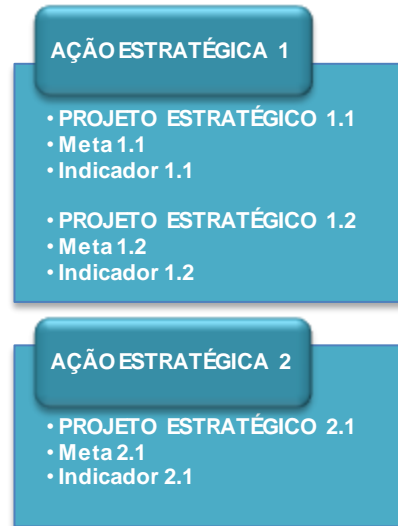 AÇÃO ESTRATÉGICA 1
• PROJETO ESTRATÉGICO 1.1
• Meta 1.1
• Indicador 1.1
• PROJETO ESTRATÉGICO 1.2
• Meta 1.2
• Indicador 1.2
AÇÃO ESTRATÉGICA 2
• PROJETO ESTRATÉGICO 2.1
• Meta 2.1
• Indicador 2.1